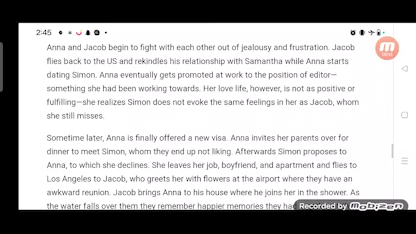 2:45
Anna and Jacob begin to fight with each other out of jealousy and frustration. Jacob
flies back to the US and rekindles his relationship with Samantha while Anna starts
dating Simon. Anna eventually gets promoted at work to the position of editor—
something she had been working towards. Her love life, however, is not as positive or
fulfilling—she realizes Simon does not evoke the same feelings in her as Jacob, whom
she still misses.
Sometime later, Anna is finally offered a new visa. Anna invites her parents over for
dinner to meet Simon, whom they end up not liking. Afterwards Simon proposes to
Anna, to which she declines. She leaves her job, boyfriend, and apartment and flies to
Los Angeles to Jacob, who greets her with flowers at the airport where they have an
awkward reunion. Jacob brings Anna to his house where he joins her in the shower. As
the water falls over them they remember happier memories they had
Recorded by Mobizen